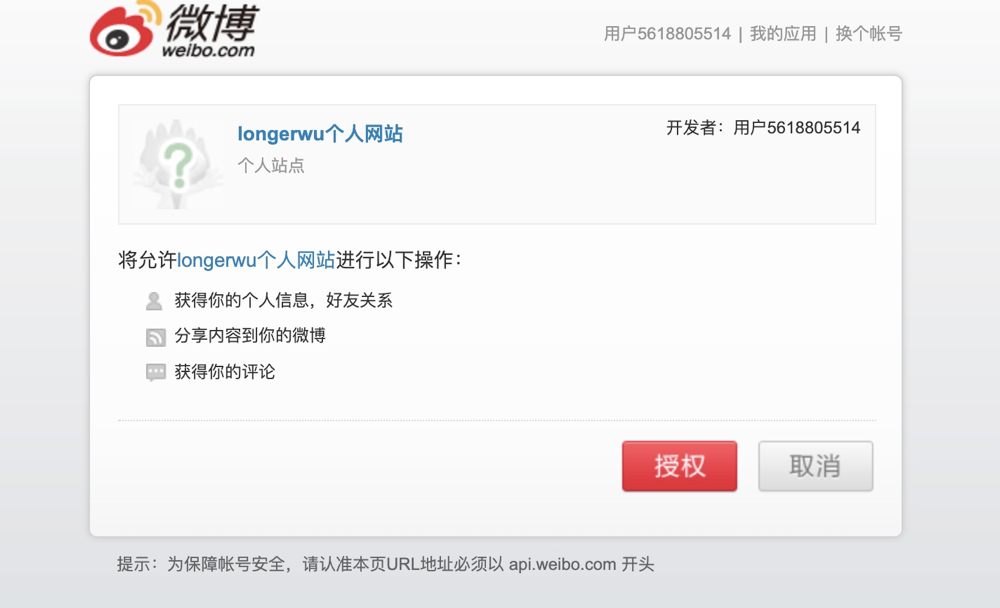 微博
weibo.com
用户5618805514 | 我的应用 | 换个帐号
longerwu个人网站
开发者：用户5618805514
个人站点
将允许longerwu个人网站进行以下操作：
获得你的个人信息，好友关系
分享内容到你的微博
获得你的评论
授权 取消
提示：为保障帐号安全，请认准本页URL地址必须以 api.weibo.com 开头